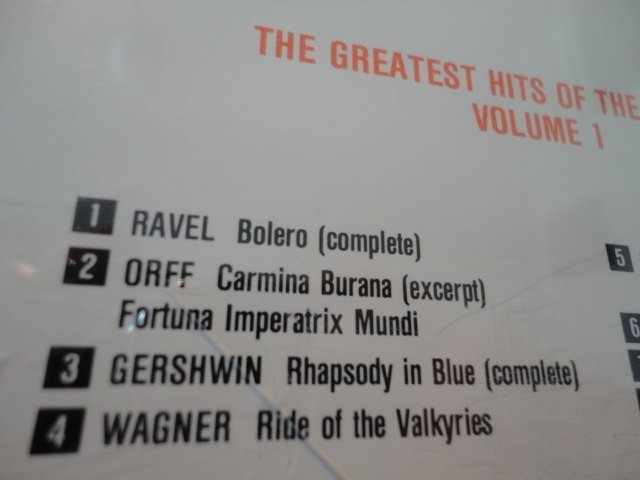 THE GREATEST HITS OF THE
VOLUME 1
1 RAVEL Bolero (complete)
2 ORFF Carmina Burana (excerpt)
Fortuna Imperatrix Mundi
3 GERSHWIN Rhapsody in Blue (complete)
4 WAGNER Ride of the Valkyries
5
6